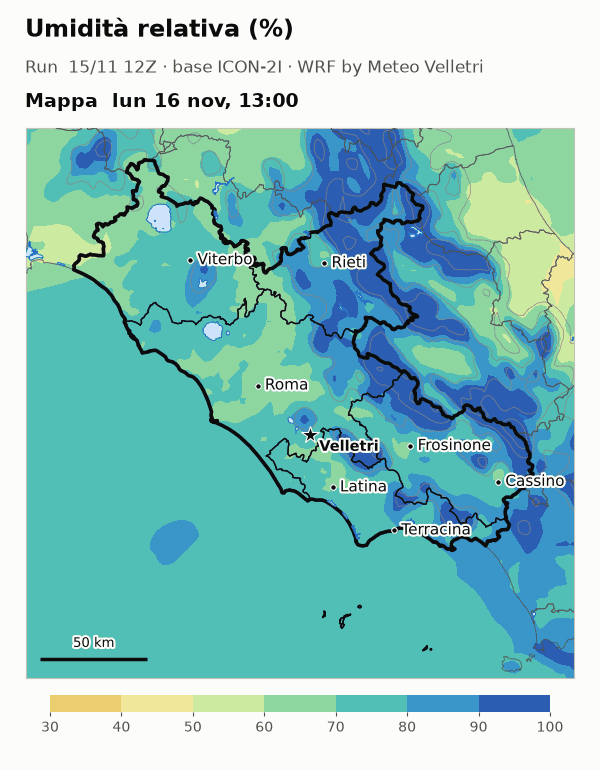 Umidità relativa (%)
Run  15/11 12Z · base ICON-2I · WRF by Meteo Velletri
Mappa  lun 16 nov, 13:00
Viterbo
Rieti
Roma
Velletri
Frosinone
Cassino
Latina
Terracina
50 km
30 40 50 60 70 80 90 100